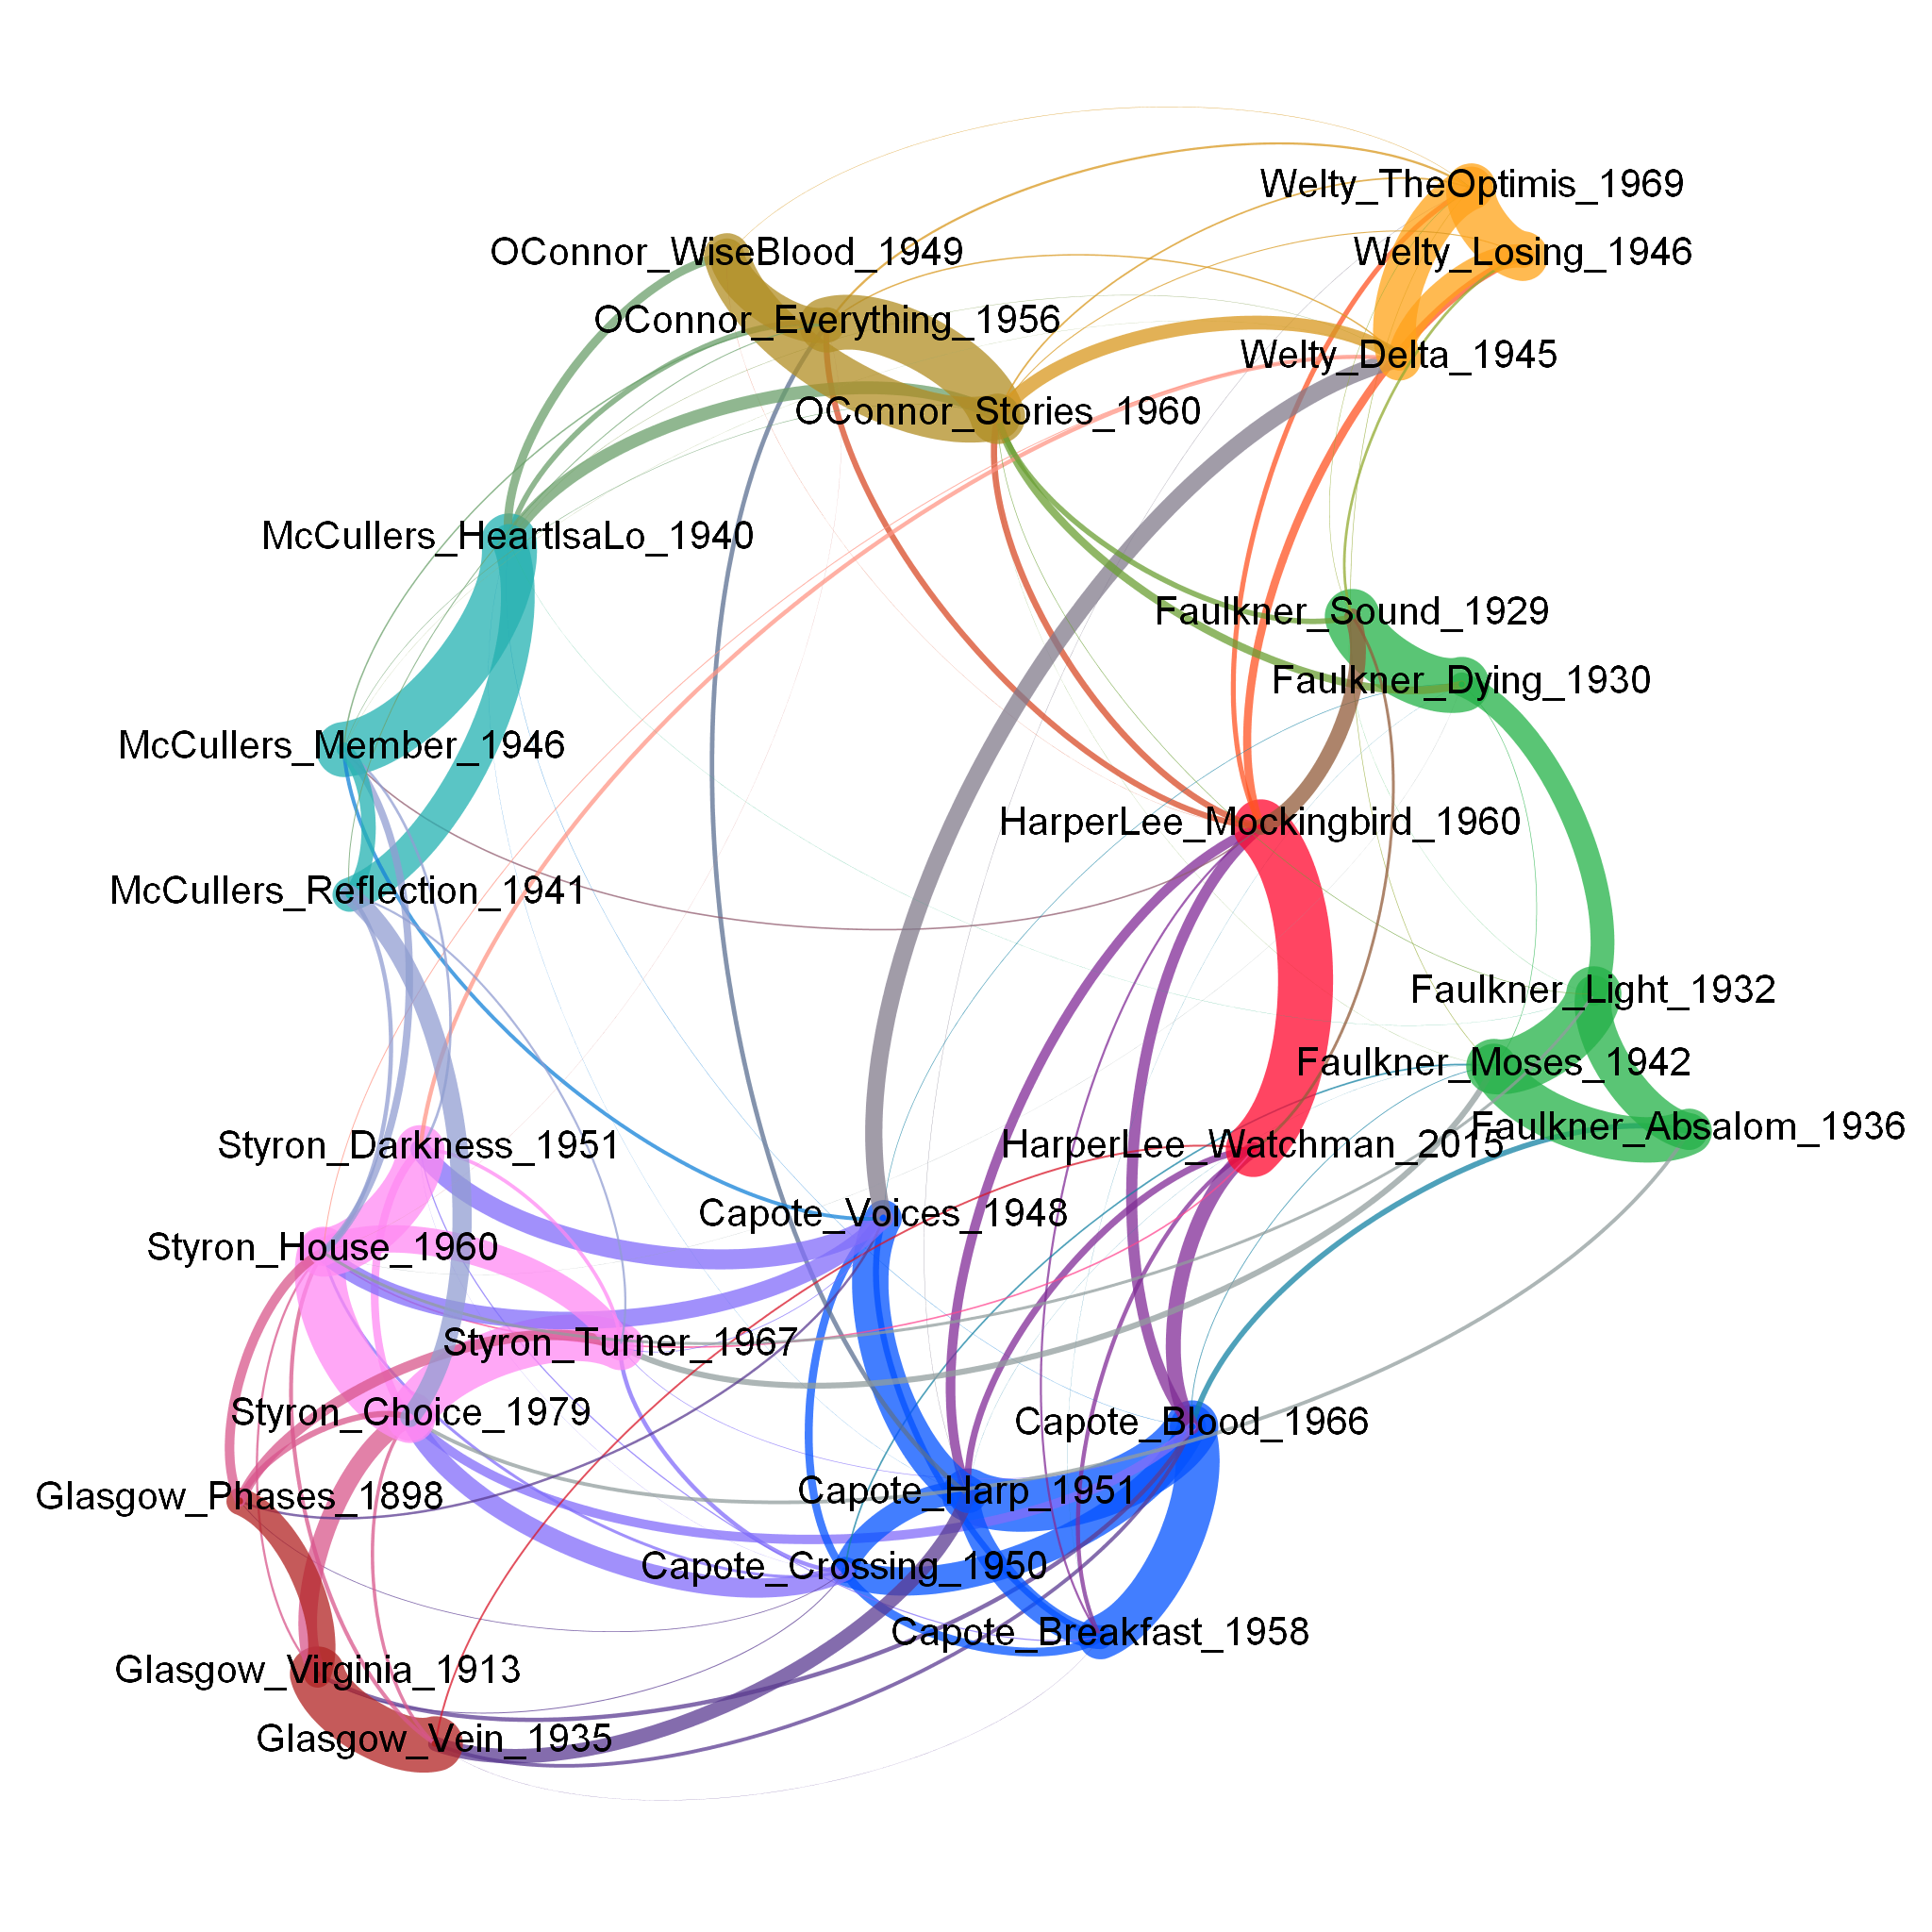 Welty_TheOptimis_1969
OConnor_WiseBlood_1949
Welty_Losing_1946
OConnor_Everything_1956
Welty_Delta_1945
OConnor_Stories_1960
McCullers_HeartIsaLo_1940
Faulkner_Sound_1929
Faulkner_Dying_1930
McCullers_Member_1946
HarperLee_Mockingbird_1960
McCullers_Reflection_1941
Faulkner_Light_1932
Faulkner_Moses_1942
Faulkner_Absalom_1936
Styron_Darkness_1951
HarperLee_Watchman_2015
Capote_Voices_1948
Styron_House_1960
Styron_Turner_1967
Styron_Choice_1979
Capote_Blood_1966
Glasgow_Phases_1898
Capote_Harp_1951
Capote_Crossing_1950
Capote_Breakfast_1958
Glasgow_Virginia_1913
Glasgow_Vein_1935